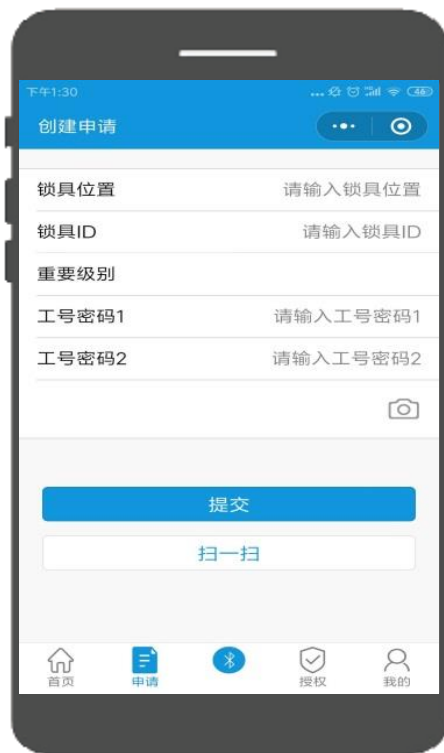 下午1:30 ... 46
创建申请
锁具位置 请输入锁具位置
锁具ID 请输入锁具ID
重要级别
工号密码1 请输入工号密码1
工号密码2 请输入工号密码2
提交
扫一扫
首页 申请 授权 我的